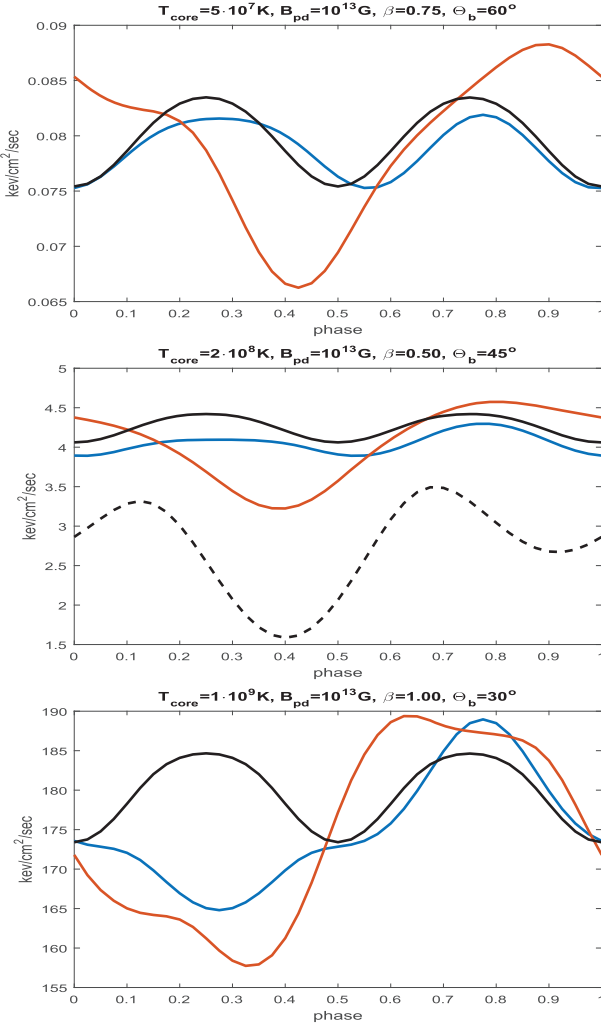 T_core=5·10^7K, B_pd=10^13G, β=0.75, Θ_b=60°
0.09
0.085
0.08
0.075
0.07
0.065
kev/cm^2/sec
0 0.1 0.2 0.3 0.4 0.5 0.6 0.7 0.8 0.9 1
phase
T_core=2·10^8K, B_pd=10^13G, β=0.50, Θ_b=45°
5
4.5
4
3.5
3
2.5
2
1.5
kev/cm^2/sec
0 0.1 0.2 0.3 0.4 0.5 0.6 0.7 0.8 0.9 1
phase
T_core=1·10^9K, B_pd=10^13G, β=1.00, Θ_b=30°
190
185
180
175
170
165
160
155
kev/cm^2/sec
0 0.1 0.2 0.3 0.4 0.5 0.6 0.7 0.8 0.9 1
phase